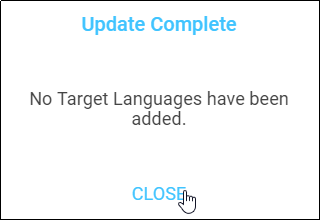 Update Complete
No Target Languages have been
added.
CLOSE